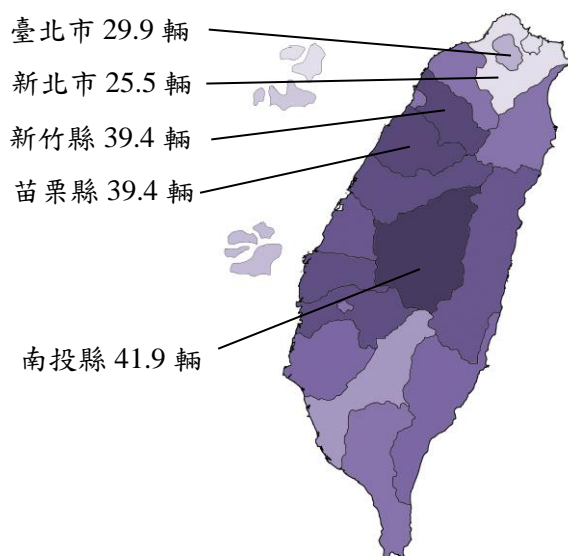 臺北市 29.9 輛
新北市 25.5 輛
新竹縣 39.4 輛
苗栗縣 39.4 輛
南投縣 41.9 輛